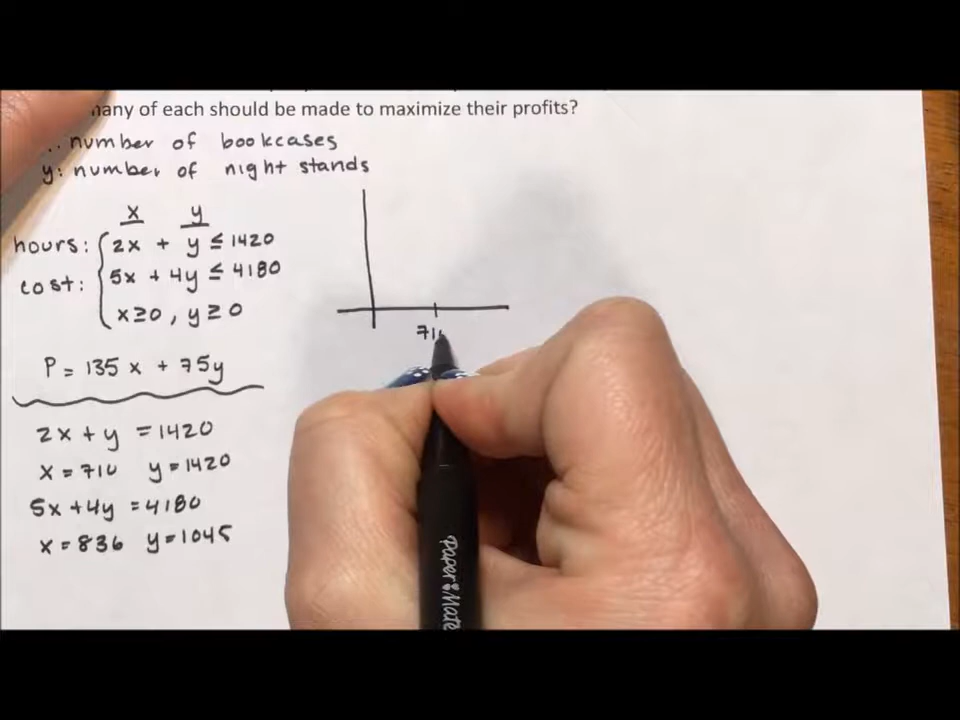 many of each should be made to maximize their profits?
: number of bookcases
y: number of night stands
x y
hours: 2x + y ≤ 1420
cost: 5x + 4y ≤ 4180
x ≥ 0, y ≥ 0
P = 135x + 75y
2x + y = 1420
x = 710 y = 1420
5x + 4y = 4180
x = 836 y = 1045
71
Paper:Mate